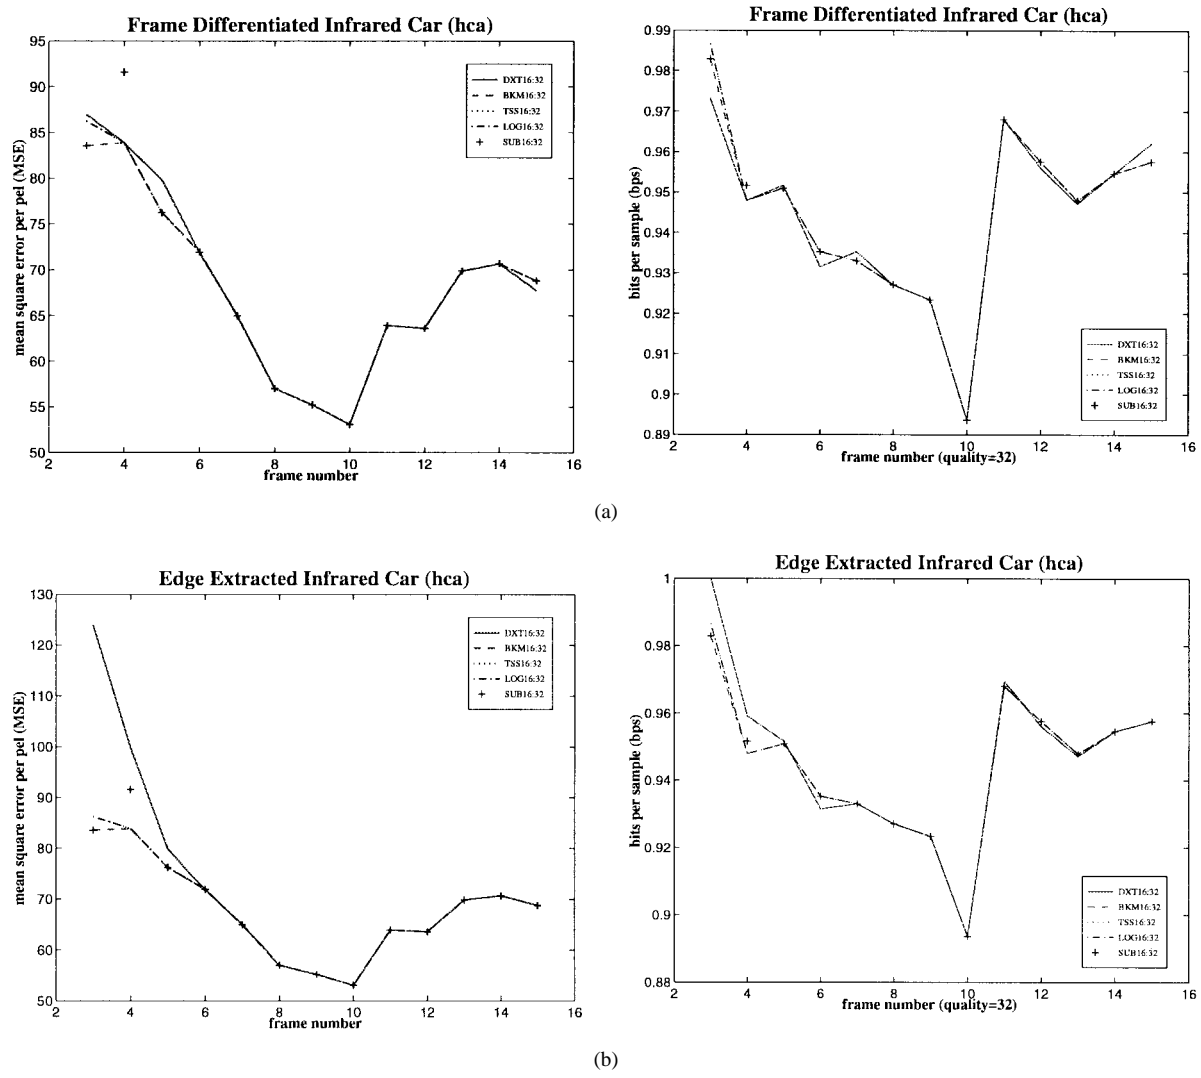 Frame Differentiated Infrared Car (hca)
95
90
85
80
75
70
65
60
55
50
mean square error per pel (MSE)
DXT16:32
BKM16:32
TSS16:32
LOG16:32
SUB16:32
2 4 6 8 10 12 14 16
frame number
Frame Differentiated Infrared Car (hca)
0.99
0.98
0.97
0.96
0.95
0.94
0.93
0.92
0.91
0.9
0.89
bits per sample (bps)
DXT16:32
BKM16:32
TSS16:32
LOG16:32
SUB16:32
2 4 6 8 10 12 14 16
frame number (quality=32)
(a)
Edge Extracted Infrared Car (hca)
130
120
110
100
90
80
70
60
50
mean square error per pel (MSE)
DXT16:32
BKM16:32
TSS16:32
LOG16:32
SUB16:32
2 4 6 8 10 12 14 16
frame number
Edge Extracted Infrared Car (hca)
1
0.98
0.96
0.94
0.92
0.9
0.88
bits per sample (bps)
DXT16:32
BKM16:32
TSS16:32
LOG16:32
SUB16:32
2 4 6 8 10 12 14 16
frame number (quality=32)
(b)